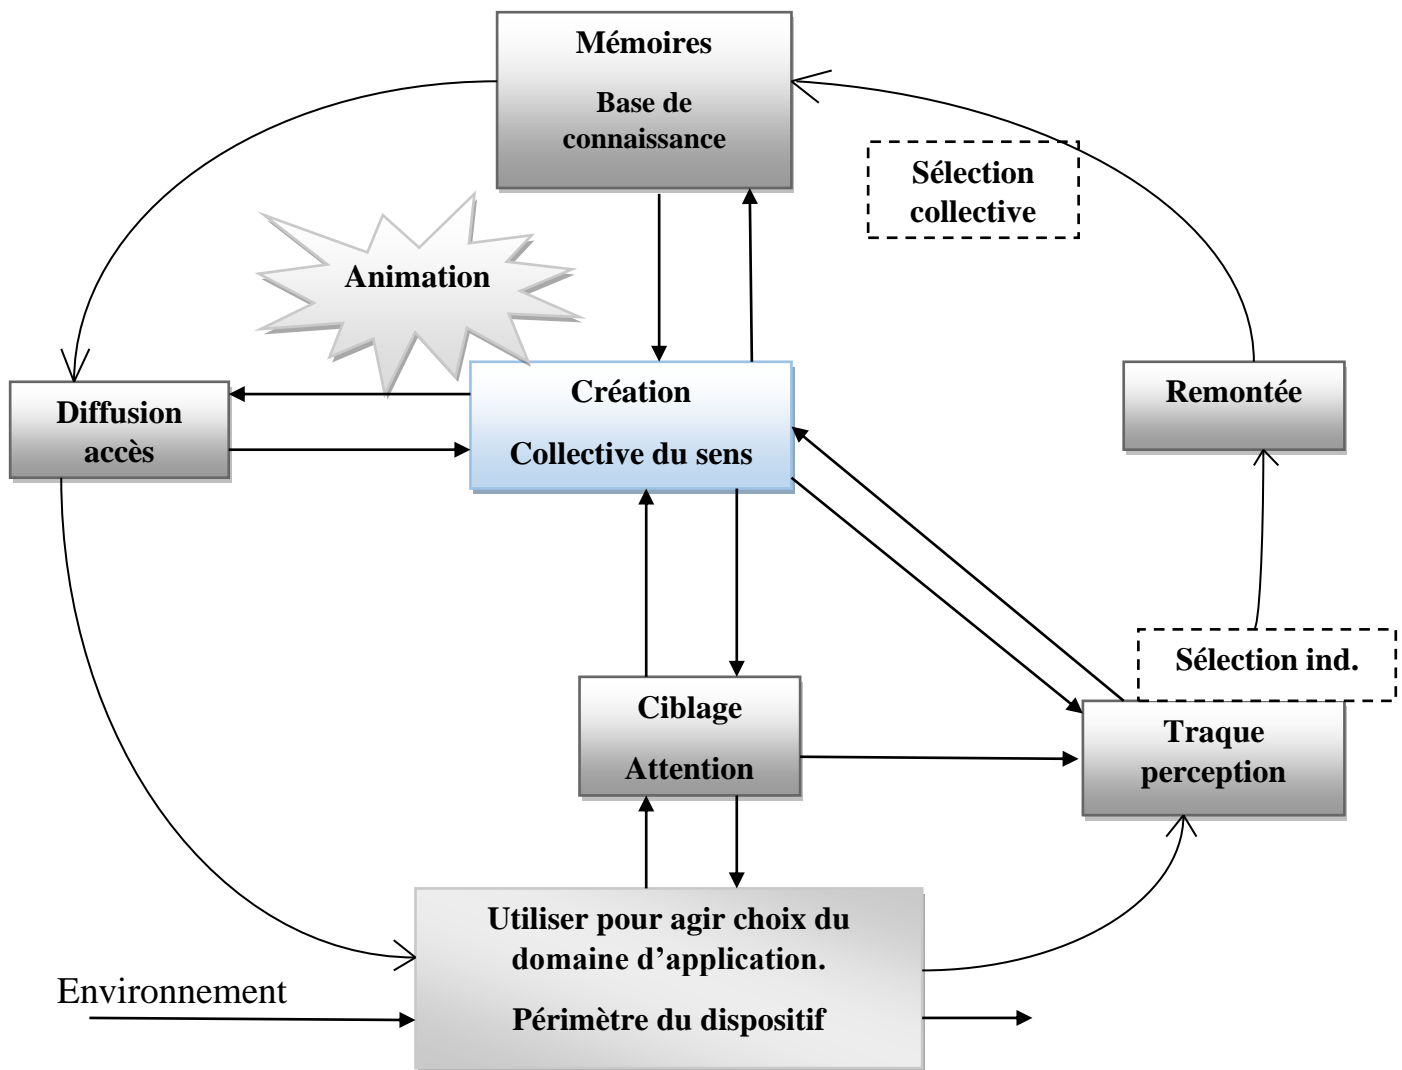 Mémoires
Base de
connaissance
Sélection
collective
Animation
Création
Collective du sens
Diffusion
accès
Remontée
Sélection ind.
Ciblage
Attention
Traque
perception
Utiliser pour agir choix du
domaine d’application.
Périmètre du dispositif
Environnement